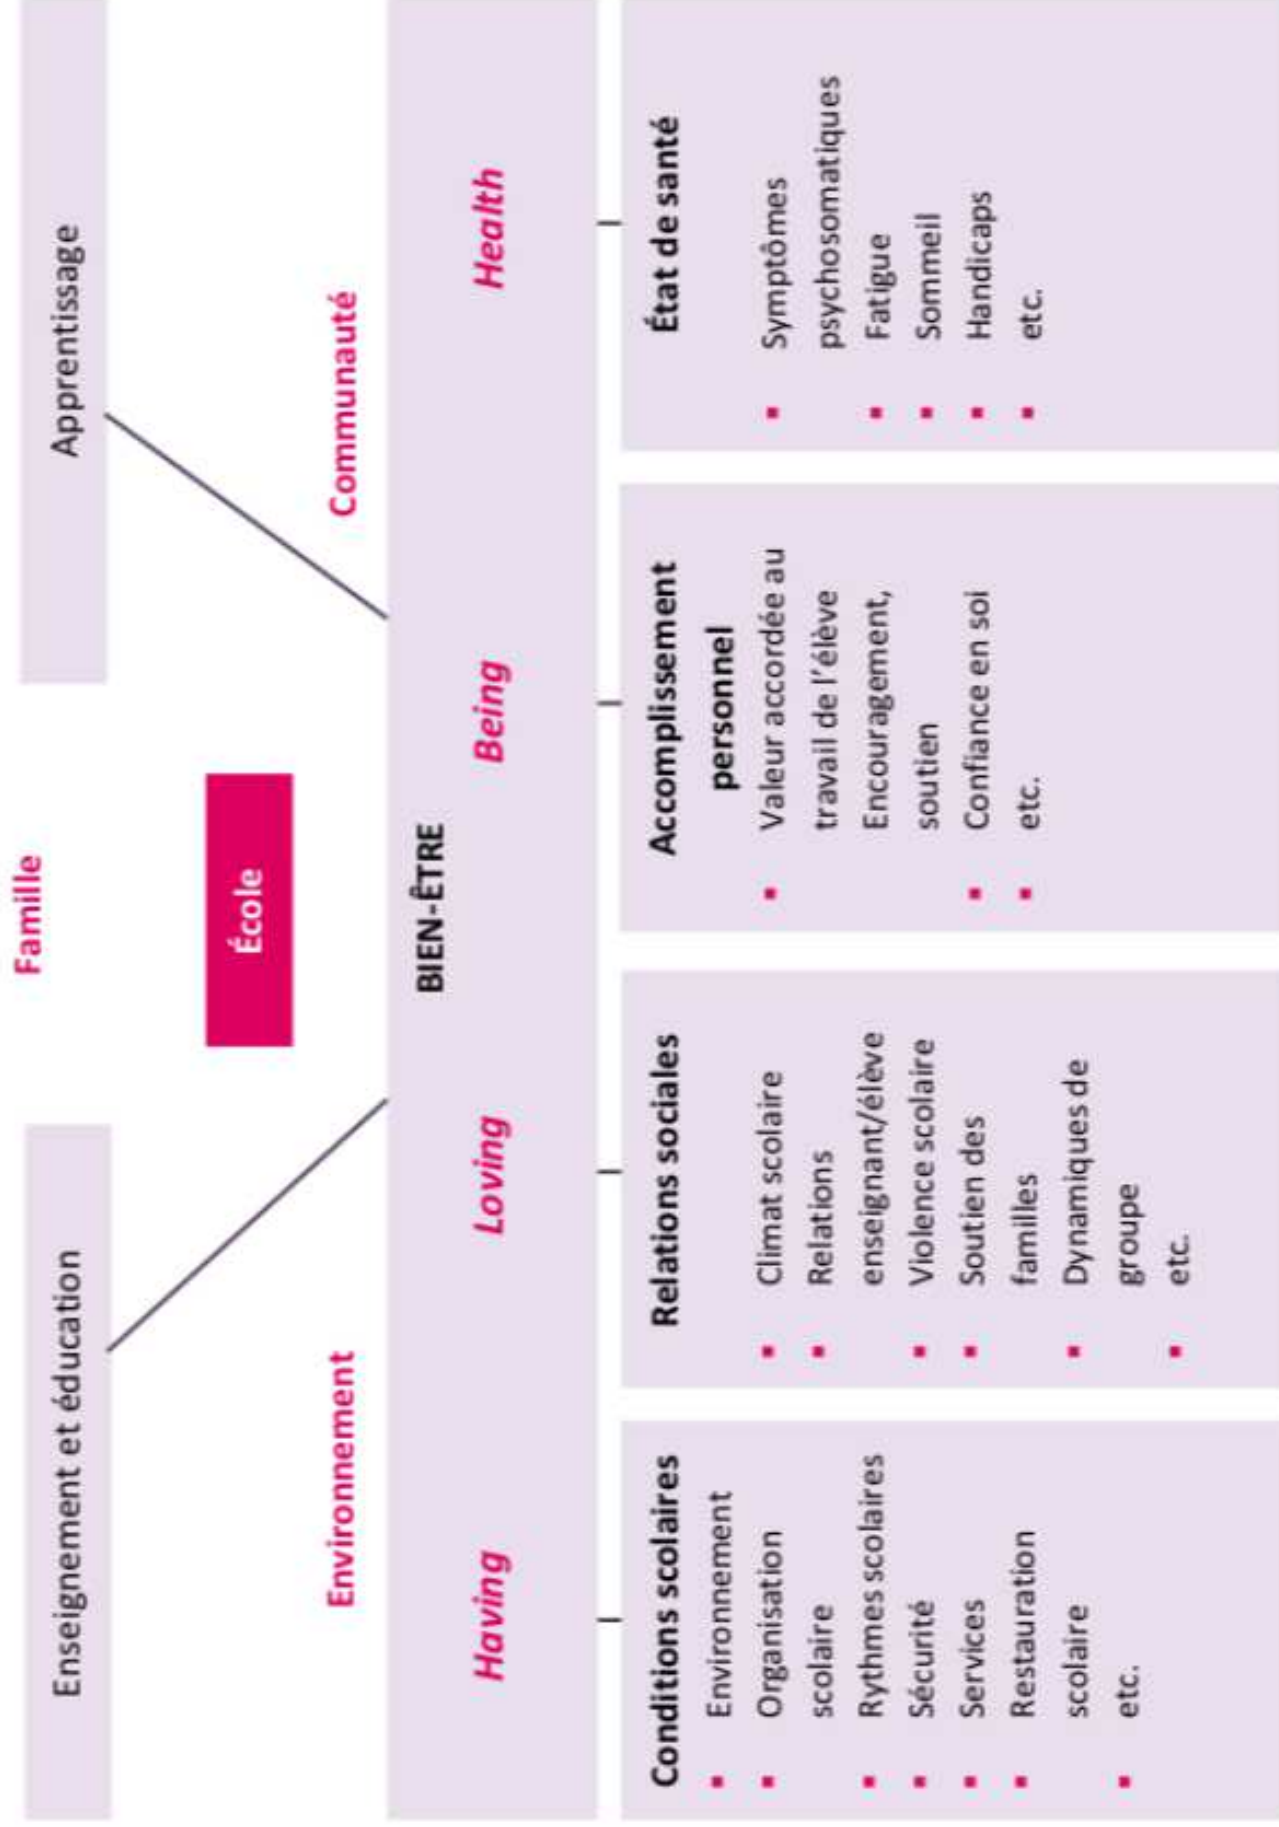 Famille
Enseignement et éducation
Apprentissage
École
Environnement
Communauté
BIEN-ÊTRE
Having
Loving
Being
Health
Conditions scolaires
▪ Environnement
▪ Organisation
scolaire
▪ Rythmes scolaires
▪ Sécurité
▪ Services
▪ Restauration
scolaire
▪ etc.
Relations sociales
▪ Climat scolaire
▪ Relations
enseignant/élève
▪ Violence scolaire
▪ Soutien des
familles
▪ Dynamiques de
groupe
▪ etc.
Accomplissement
personnel
▪ Valeur accordée au
travail de l'élève
Encouragement,
soutien
▪ Confiance en soi
▪ etc.
État de santé
▪ Symptômes
psychosomatiques
▪ Fatigue
▪ Sommeil
▪ Handicaps
▪ etc.